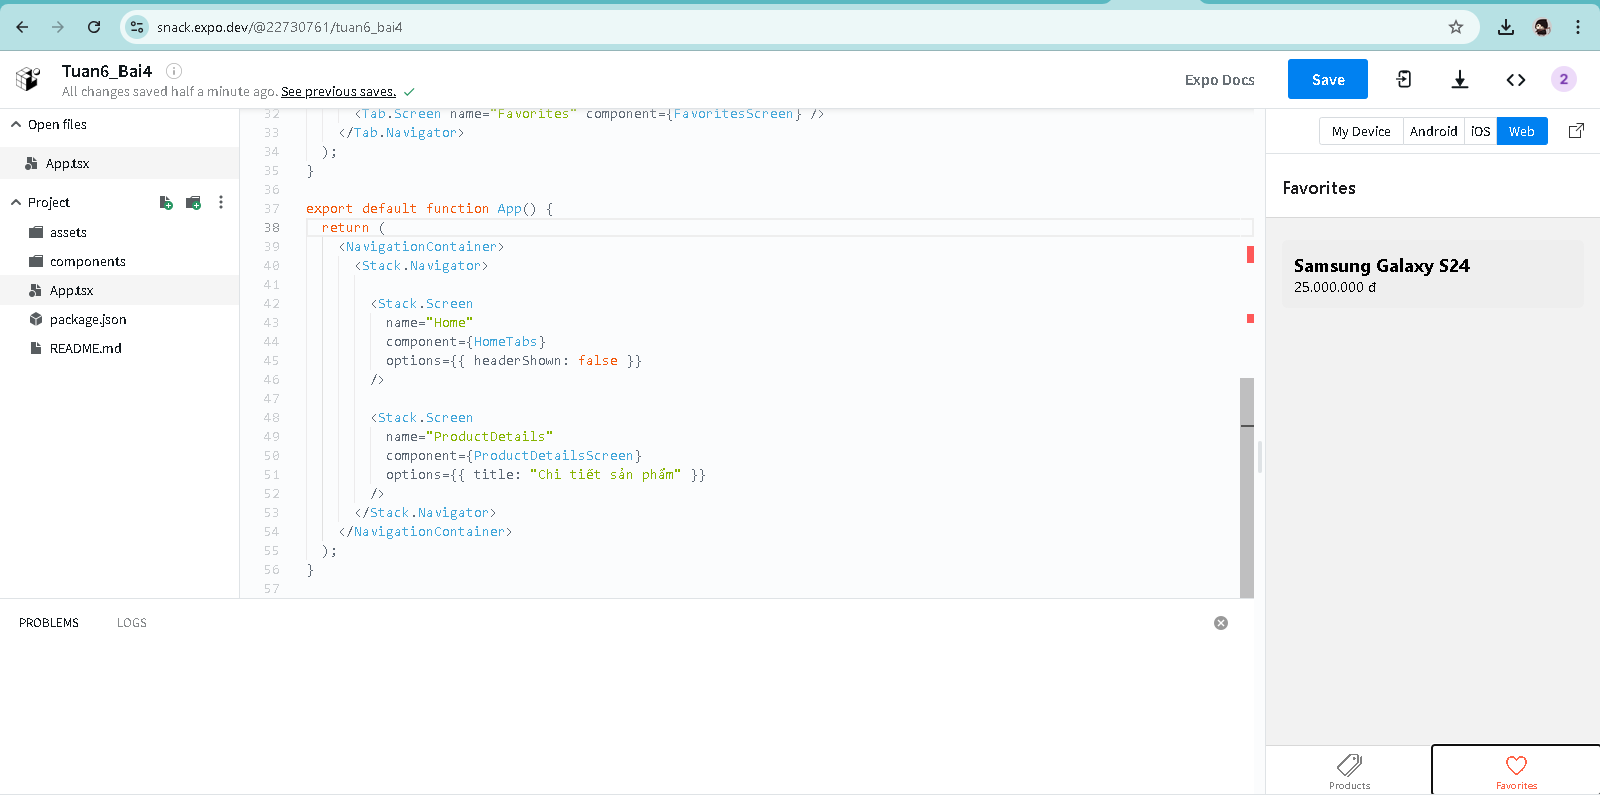 snack.expo.dev/@22730761/tuan6_bai4
Tuan6_Bai4
All changes saved half a minute ago. See previous saves.
Expo Docs
Save
2
Open files
App.tsx
Project
assets
components
App.tsx
package.json
README.md
32 <Tab.Screen name="Favorites" component={FavoritesScreen} />
33 </Tab.Navigator>
34 );
35 }
36
37 export default function App() {
38 return (
39 <NavigationContainer>
40 <Stack.Navigator>
41
42 <Stack.Screen
43 name="Home"
44 component={HomeTabs}
45 options={{ headerShown: false }}
46 />
47
48 <Stack.Screen
49 name="ProductDetails"
50 component={ProductDetailsScreen}
51 options={{ title: "Chi tiết sản phẩm" }}
52 />
53 </Stack.Navigator>
54 </NavigationContainer>
55 );
56 }
57
PROBLEMS
LOGS
My Device
Android
iOS
Web
Favorites
Samsung Galaxy S24
25.000.000 đ
Products
Favorites